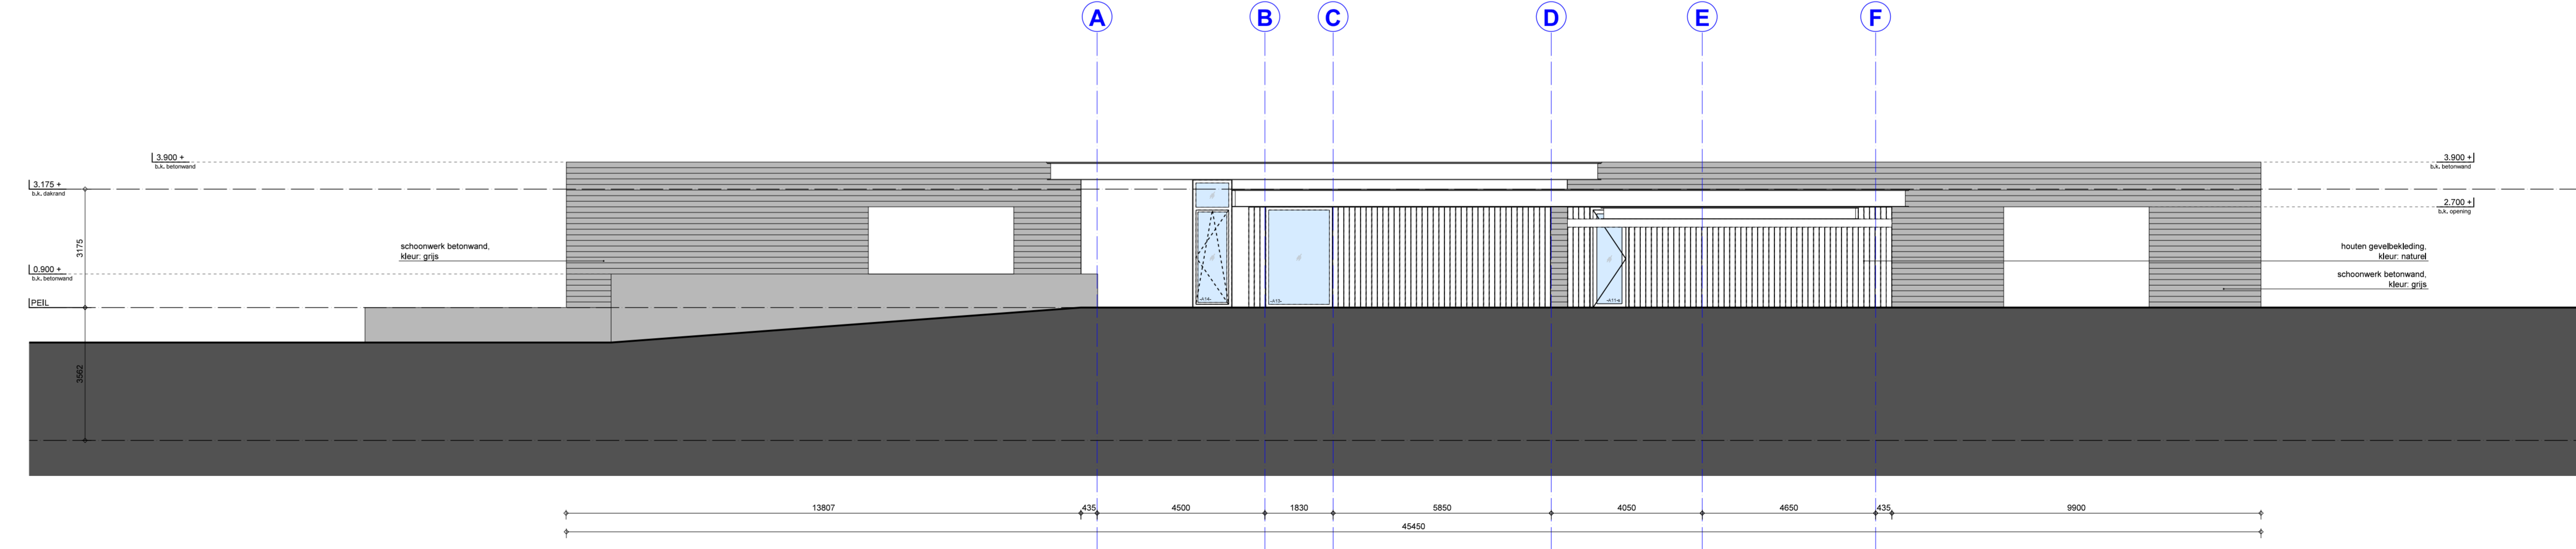 A B C D E F
3.900 +
b.k. betonwand
3.900 +
b.k. betonwand
3.175 +
b.k. dakrand
2.700 +
b.k. opening
3175
schoonwerk betonwand,
kleur: grijs
houten gevelbekleding,
kleur: naturel
0.900 +
b.k. betonwand
schoonwerk betonwand,
kleur: grijs
PEIL
3562
13807 435 4500 1830 5850 4050 4650 435 9900
45450